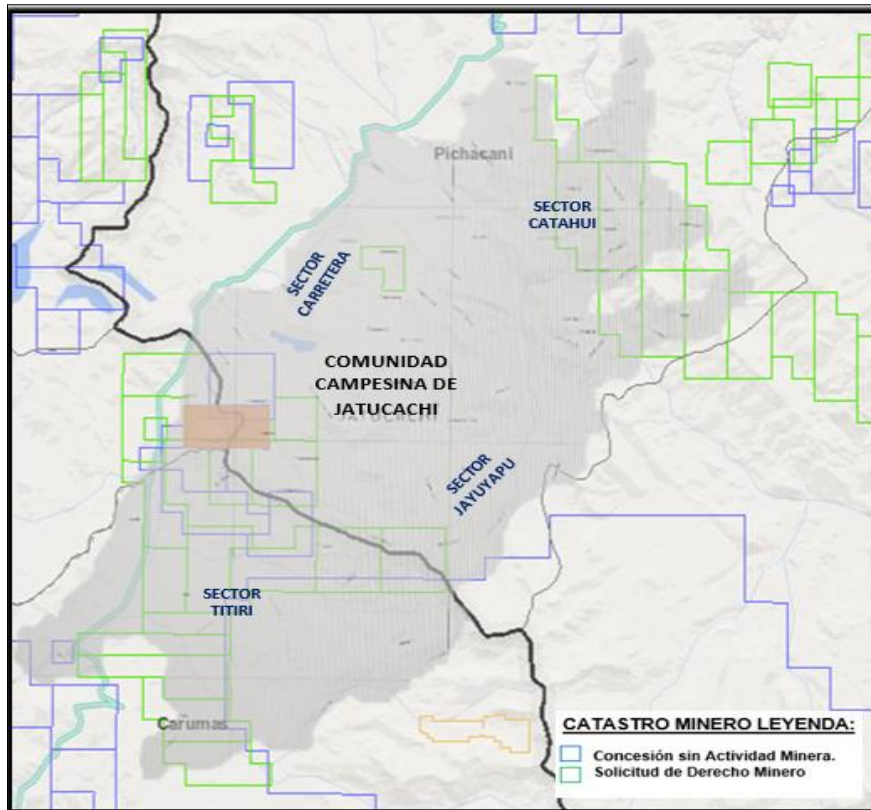 Pichacani
SECTOR
CATAHUI
SECTOR
CARRETERA
COMUNIDAD
CAMPESINA DE
JATUCACHI
JATUCACHI
SECTOR
JAYUYAPU
SECTOR
TITIRI
Carumas
CATASTRO MINERO LEYENDA:
Concesión sin Actividad Minera.
Solicitud de Derecho Minero